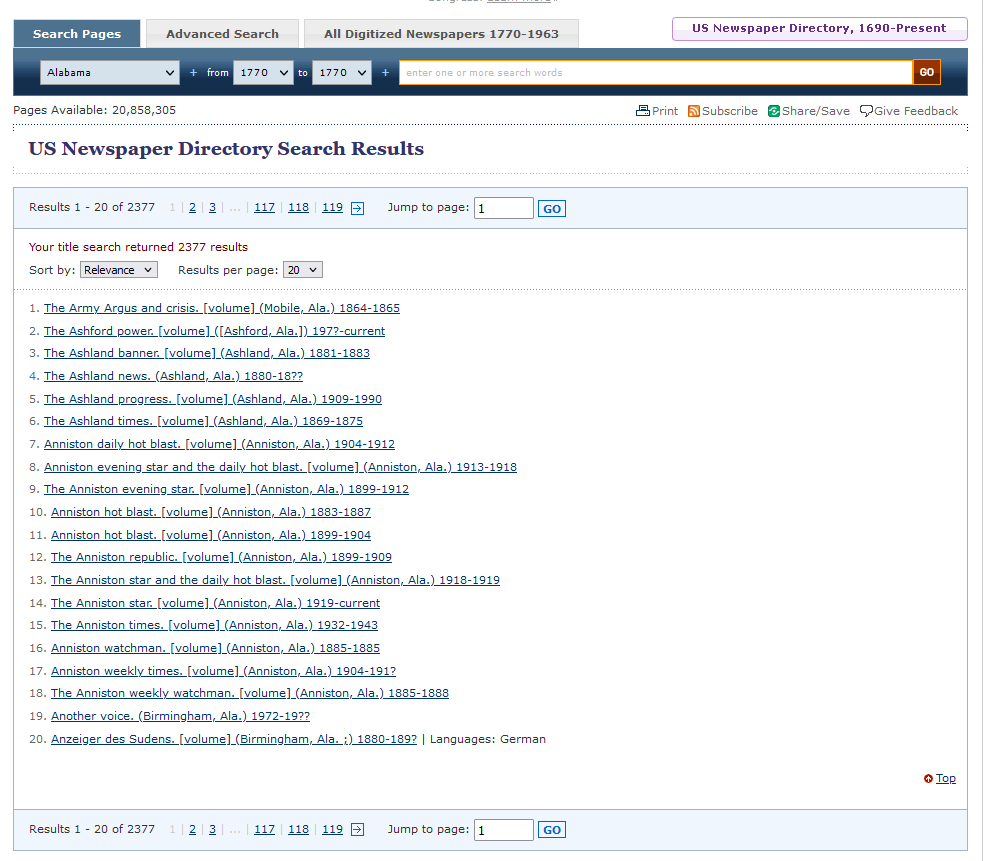 Search Pages
Advanced Search
All Digitized Newspapers 1770-1963
US Newspaper Directory, 1690-Present
Alabama + from 1770 to 1770 + enter one or more search words GO
Pages Available: 20,858,305
Print Subscribe Share/Save Give Feedback
US Newspaper Directory Search Results
Results 1 - 20 of 2377 1 | 2 | 3 | ... | 117 | 118 | 119 Jump to page: 1 GO
Your title search returned 2377 results
Sort by: Relevance Results per page: 20
1. The Army Argus and crisis. [volume] (Mobile, Ala.) 1864-1865
2. The Ashford power. [volume] ([Ashford, Ala.]) 197?-current
3. The Ashland banner. [volume] (Ashland, Ala.) 1881-1883
4. The Ashland news. (Ashland, Ala.) 1880-18??
5. The Ashland progress. [volume] (Ashland, Ala.) 1909-1990
6. The Ashland times. [volume] (Ashland, Ala.) 1869-1875
7. Anniston daily hot blast. [volume] (Anniston, Ala.) 1904-1912
8. Anniston evening star and the daily hot blast. [volume] (Anniston, Ala.) 1913-1918
9. The Anniston evening star. [volume] (Anniston, Ala.) 1899-1912
10. Anniston hot blast. [volume] (Anniston, Ala.) 1883-1887
11. Anniston hot blast. [volume] (Anniston, Ala.) 1899-1904
12. The Anniston republic. [volume] (Anniston, Ala.) 1899-1909
13. The Anniston star and the daily hot blast. [volume] (Anniston, Ala.) 1918-1919
14. The Anniston star. [volume] (Anniston, Ala.) 1919-current
15. The Anniston times. [volume] (Anniston, Ala.) 1932-1943
16. Anniston watchman. [volume] (Anniston, Ala.) 1885-1885
17. Anniston weekly times. [volume] (Anniston, Ala.) 1904-191?
18. The Anniston weekly watchman. [volume] (Anniston, Ala.) 1885-1888
19. Another voice. (Birmingham, Ala.) 1972-19??
20. Anzeiger des Sudens. [volume] (Birmingham, Ala. ;) 1880-189? | Languages: German
Top
Results 1 - 20 of 2377 1 | 2 | 3 | ... | 117 | 118 | 119 Jump to page: 1 GO